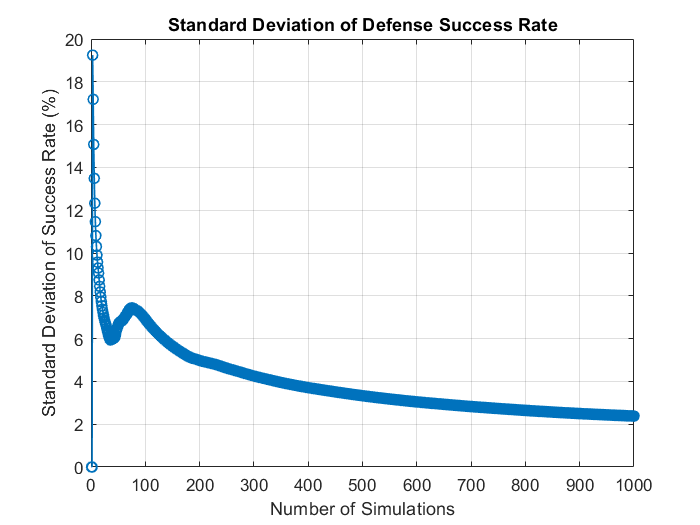 Standard Deviation of Defense Success Rate
Standard Deviation of Success Rate (%)
20
18
16
14
12
10
8
6
4
2
0
0 100 200 300 400 500 600 700 800 900 1000
Number of Simulations